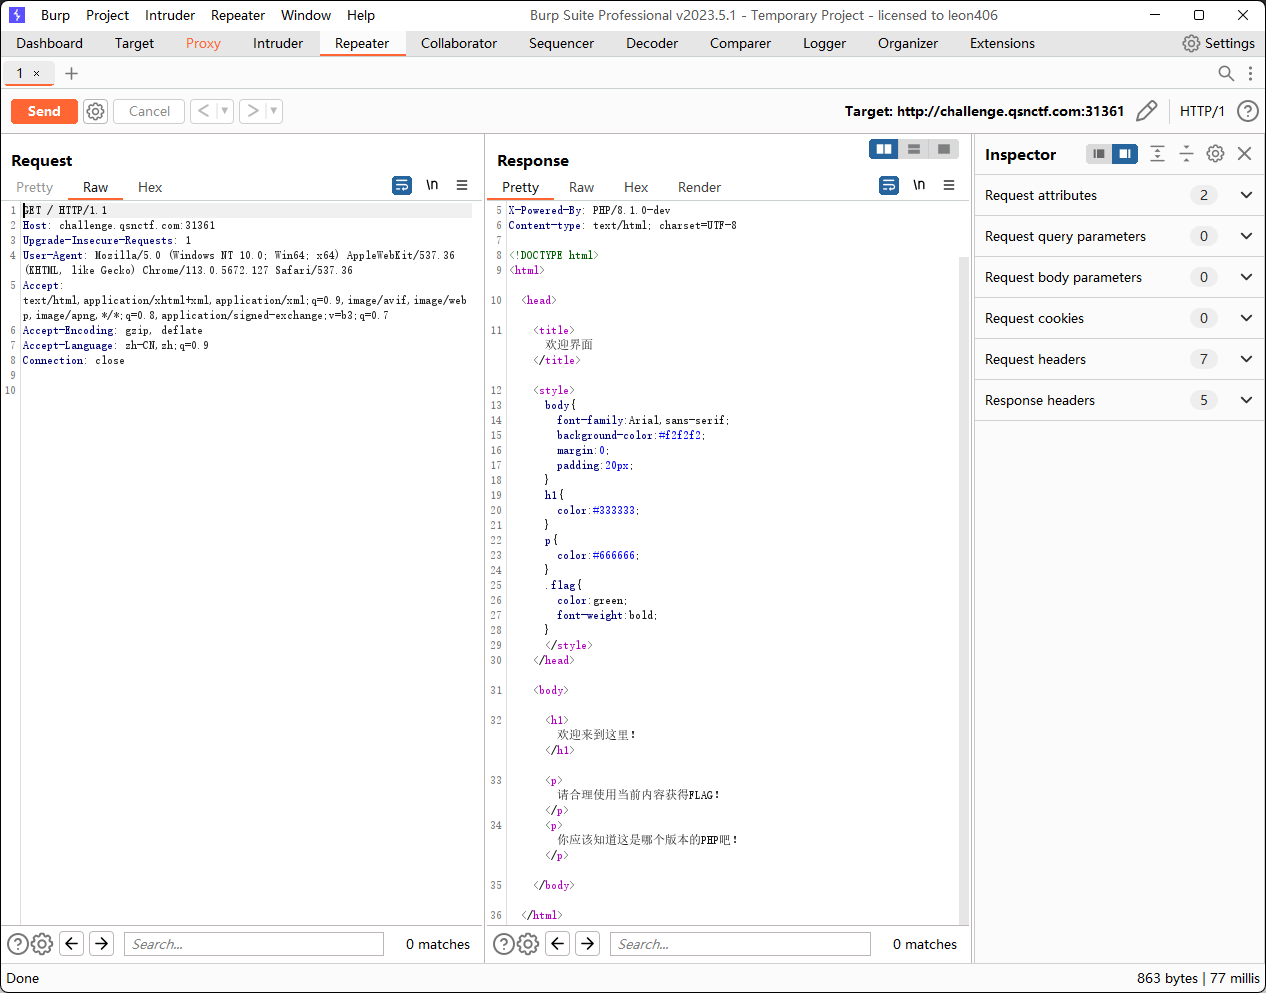 Burp Project Intruder Repeater Window Help Burp Suite Professional v2023.5.1 - Temporary Project - licensed to leon406
Dashboard Target Proxy Intruder Repeater Collaborator Sequencer Decoder Comparer Logger Organizer Extensions Settings
1 ×
Send Cancel Target: http://challenge.qsnctf.com:31361 HTTP/1
Request
Pretty Raw Hex \n
1 GET / HTTP/1.1
2 Host: challenge.qsnctf.com:31361
3 Upgrade-Insecure-Requests: 1
4 User-Agent: Mozilla/5.0 (Windows NT 10.0; Win64; x64) AppleWebKit/537.36
(KHTML, like Gecko) Chrome/113.0.5672.127 Safari/537.36
5 Accept:
text/html,application/xhtml+xml,application/xml;q=0.9,image/avif,image/web
p,image/apng,*/*;q=0.8,application/signed-exchange;v=b3;q=0.7
6 Accept-Encoding: gzip, deflate
7 Accept-Language: zh-CN,zh;q=0.9
8 Connection: close
9
10
Search... 0 matches
Response
Pretty Raw Hex Render \n
5 X-Powered-By: PHP/8.1.0-dev
6 Content-type: text/html; charset=UTF-8
7
8 <!DOCTYPE html>
9 <html>
10 <head>
11 <title>
欢迎界面
</title>
12 <style>
13 body{
14 font-family:Arial,sans-serif;
15 background-color:#f2f2f2;
16 margin:0;
17 padding:20px;
18 }
19 h1{
20 color:#333333;
21 }
22 p{
23 color:#666666;
24 }
25 .flag{
26 color:green;
27 font-weight:bold;
28 }
29 </style>
30 </head>
31 <body>
32 <h1>
欢迎来到这里!
</h1>
33 <p>
请合理使用当前内容获得FLAG!
</p>
34 <p>
你应该知道这是哪个版本的PHP吧!
</p>
35 </body>
36 </html>
Search... 0 matches
Inspector
Request attributes 2
Request query parameters 0
Request body parameters 0
Request cookies 0
Request headers 7
Response headers 5
Done 863 bytes | 77 millis